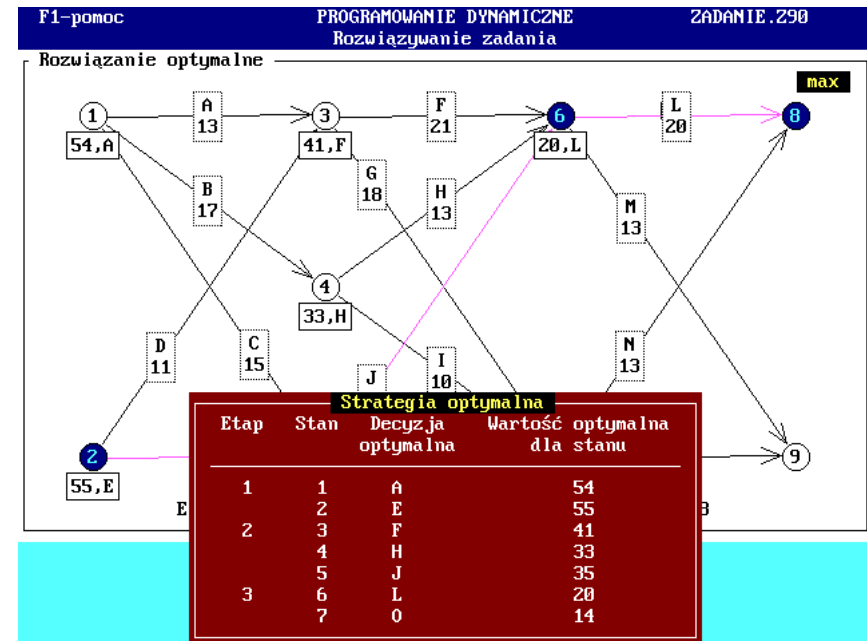 F1-pomoc PROGRAMOWANIE DYNAMICZNE ZADANIE.Z90
Rozwiązywanie zadania
Rozwiązanie optymalne
max
1 A 3 F 6 L 8
13 21 20
54,A 41,F 20,L
G
18
B H
17 13
M
13
4
33,H
D C I N
11 15 10 13
J
Strategia optymalna
Etap Stan Decyzja Wartość optymalna
optymalna dla stanu
2 9
55,E
1 1 A 54
E 2 E 55
2 3 F 41
4 H 33
5 J 35
3 6 L 20
7 O 14